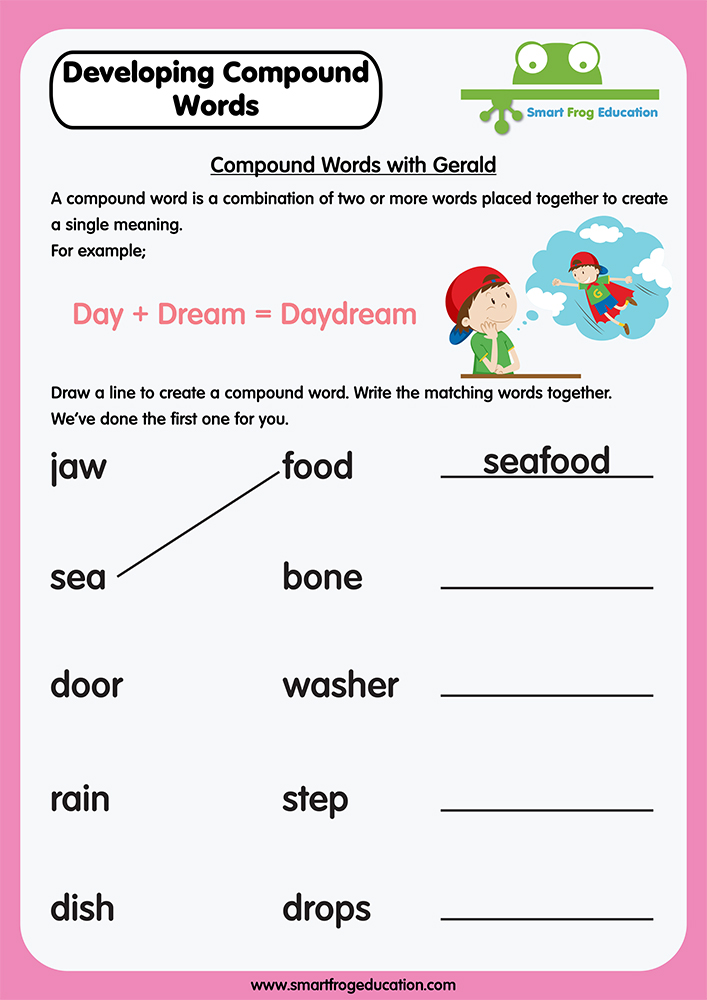 Developing Compound
Words
Smart Frog Education
Compound Words with Gerald
A compound word is a combination of two or more words placed together to create
a single meaning.
For example;
Day + Dream = Daydream
G
Draw a line to create a compound word. Write the matching words together.
We’ve done the first one for you.
jaw food seafood
sea bone
door washer
rain step
dish drops
www.smartfrogeducation.com